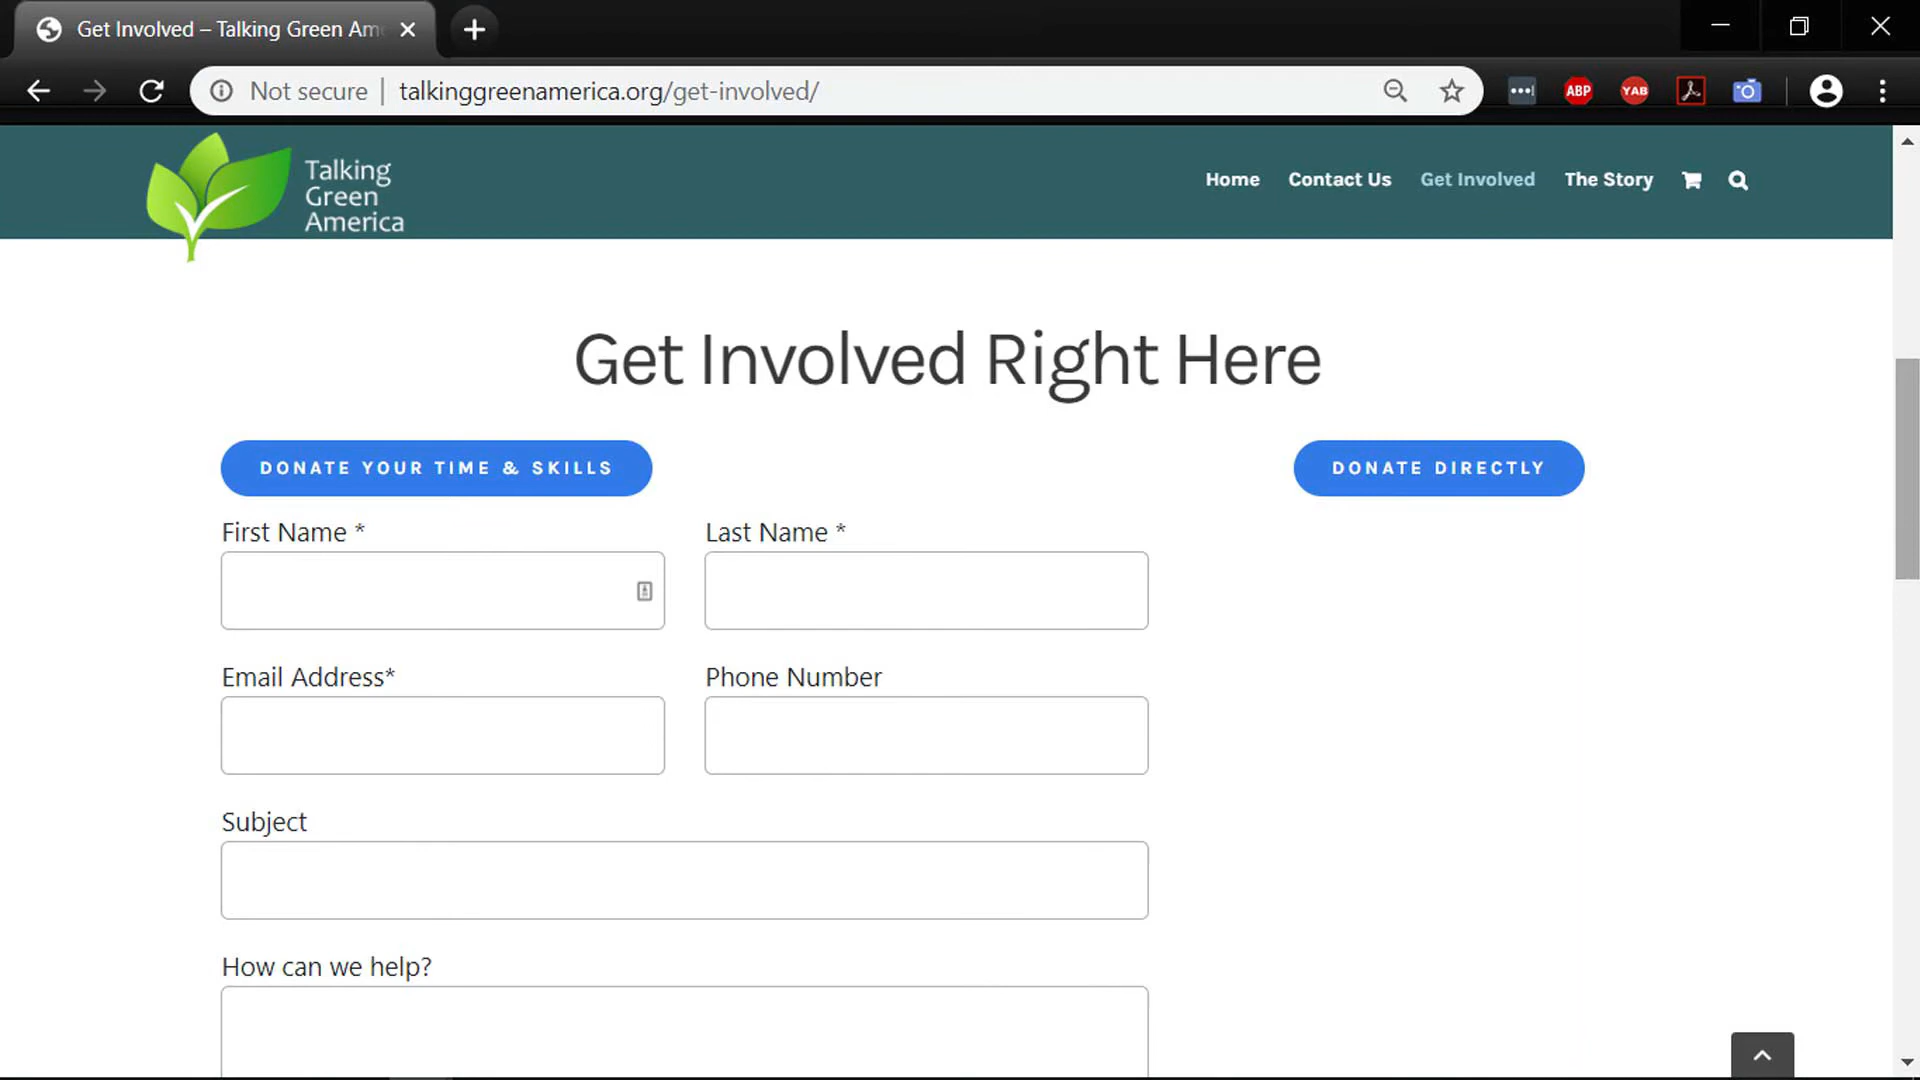 Get Involved – Talking Green Am
Not secure | talkinggreenamerica.org/get-involved/
ABP
YAB
Talking
Green
America
Home Contact Us Get Involved The Story
Get Involved Right Here
DONATE YOUR TIME & SKILLS
DONATE DIRECTLY
First Name * Last Name *
Email Address* Phone Number
Subject
How can we help?